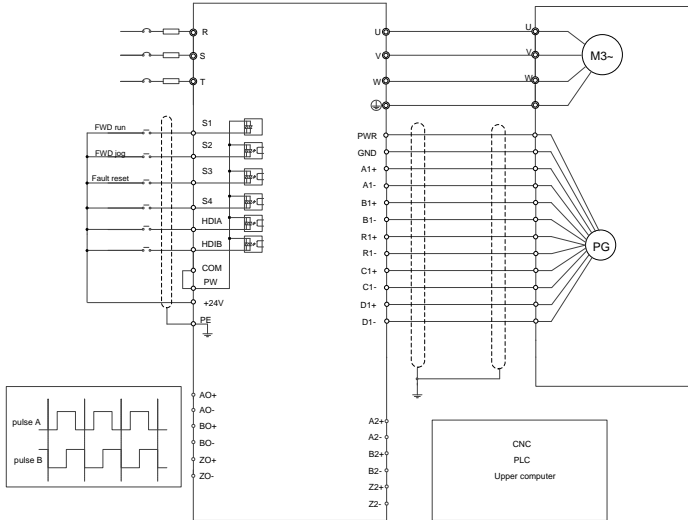 R
S
T
FWD run
S1
S2
FWD jog
S3
Fault reset
S4
HDIA
HDIB
COM
PW
+24V
PE
AO+
AO-
BO+
BO-
ZO+
ZO-
pulse A
pulse B
U
V
W
PWR
GND
A1+
A1-
B1+
B1-
R1+
R1-
C1+
C1-
D1+
D1-
A2+
A2-
B2+
B2-
Z2+
Z2-
U
V
W
M3~
PG
CNC
PLC
Upper computer